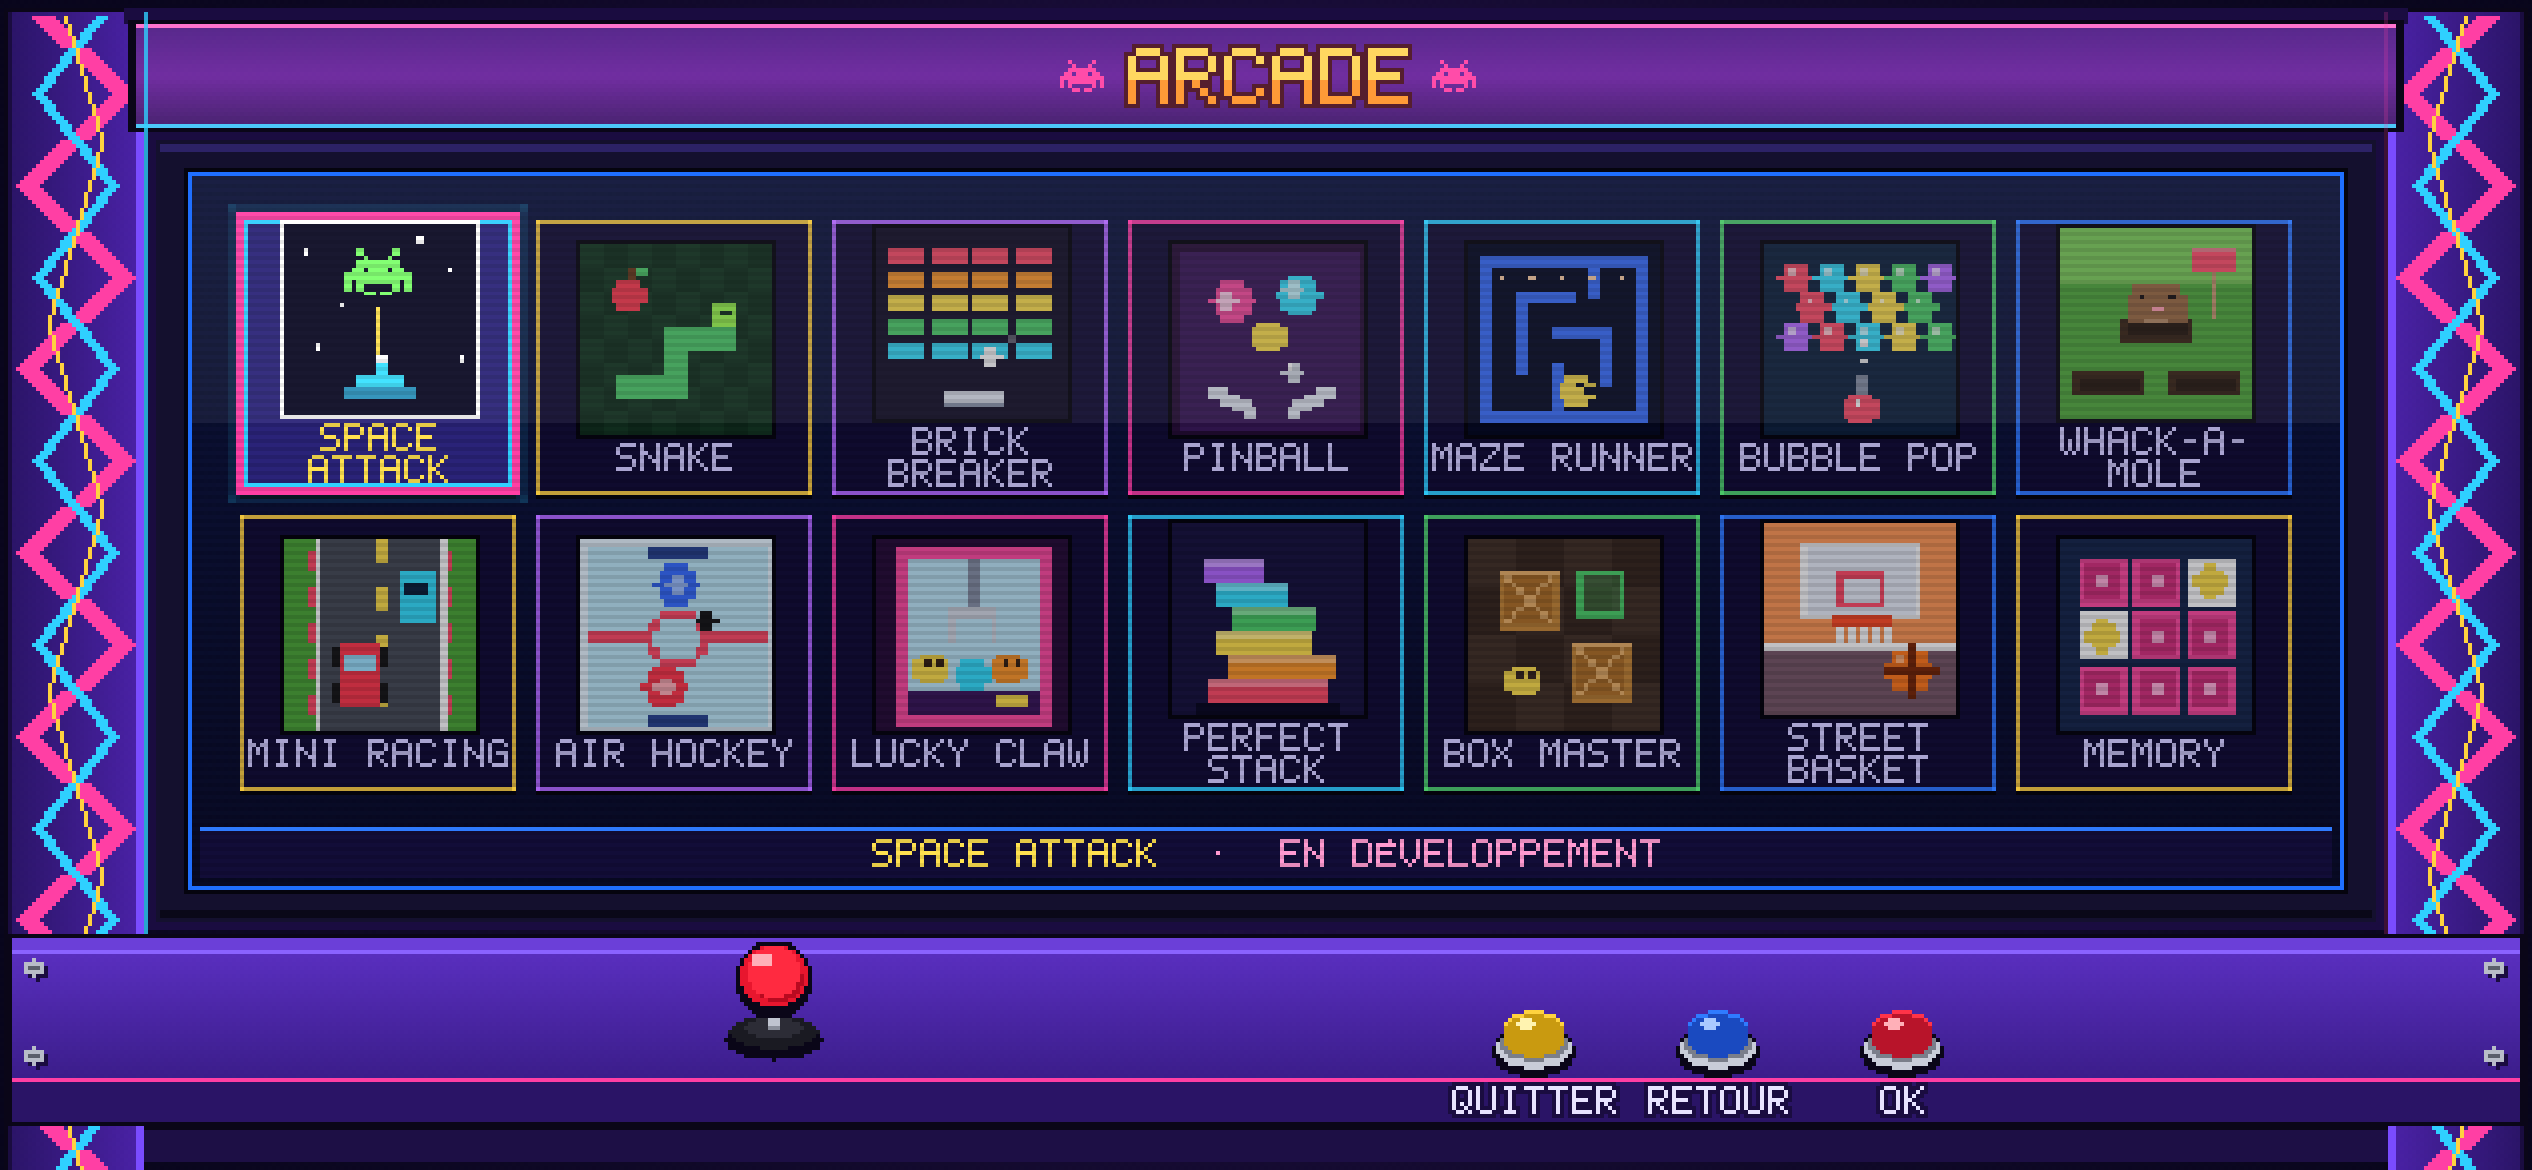 ARCADE
SPACE
ATTACK
SNAKE
BRICK
BREAKER
PINBALL
MAZE RUNNER
BUBBLE POP
WHACK-A-
MOLE
MINI RACING
AIR HOCKEY
LUCKY CLAW
PERFECT
STACK
BOX MASTER
STREET
BASKET
MEMORY
SPACE ATTACK · EN DÉVELOPPEMENT
QUITTER RETOUR OK